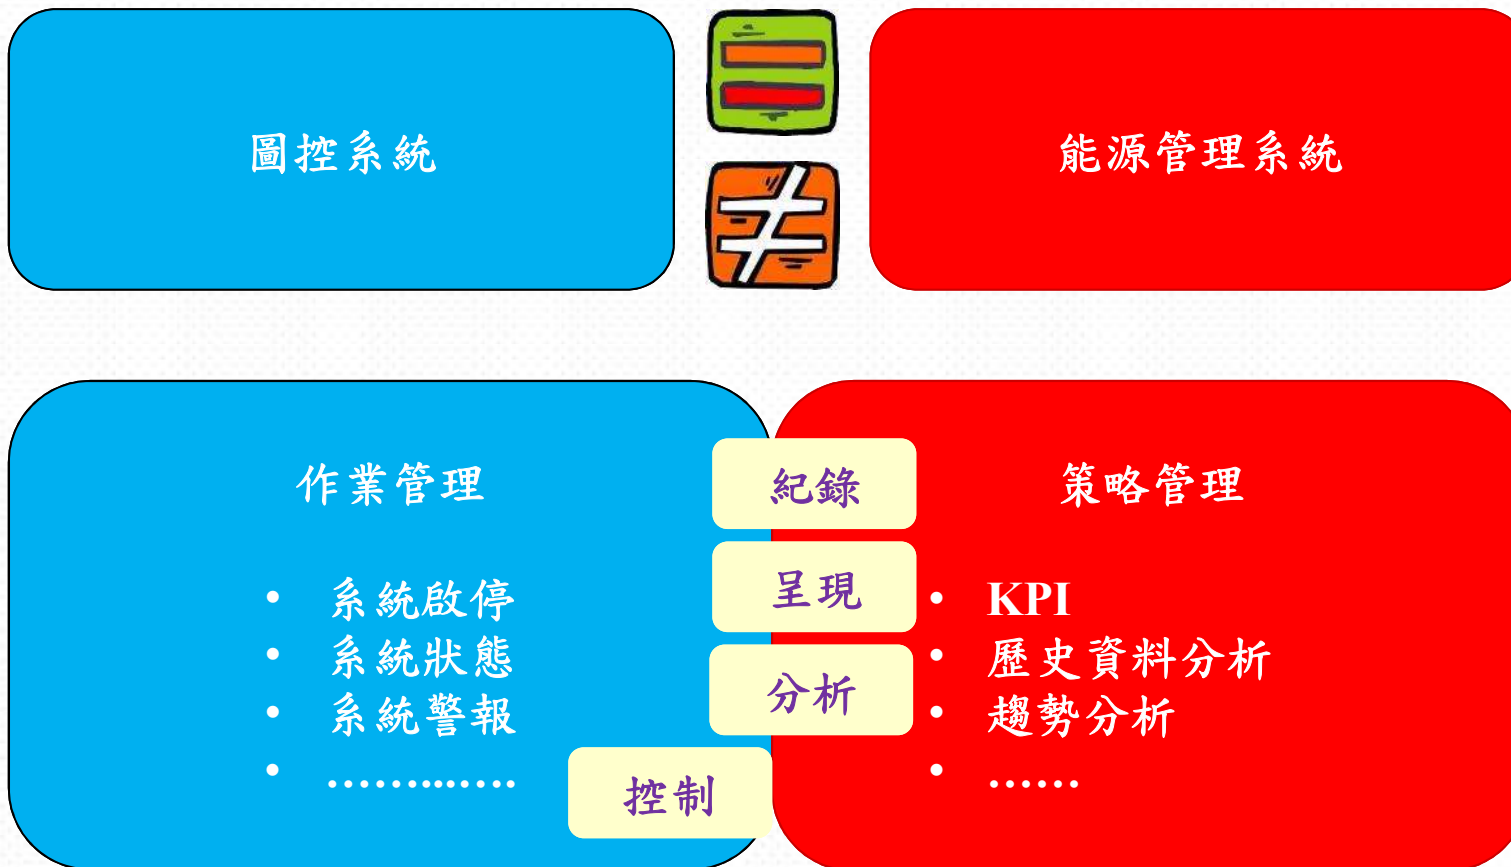 圖控系統
能源管理系統
作業管理
• 系統啟停
• 系統狀態
• 系統警報
• …………
紀錄
呈現
分析
控制
策略管理
• KPI
• 歷史資料分析
• 趨勢分析
• ……